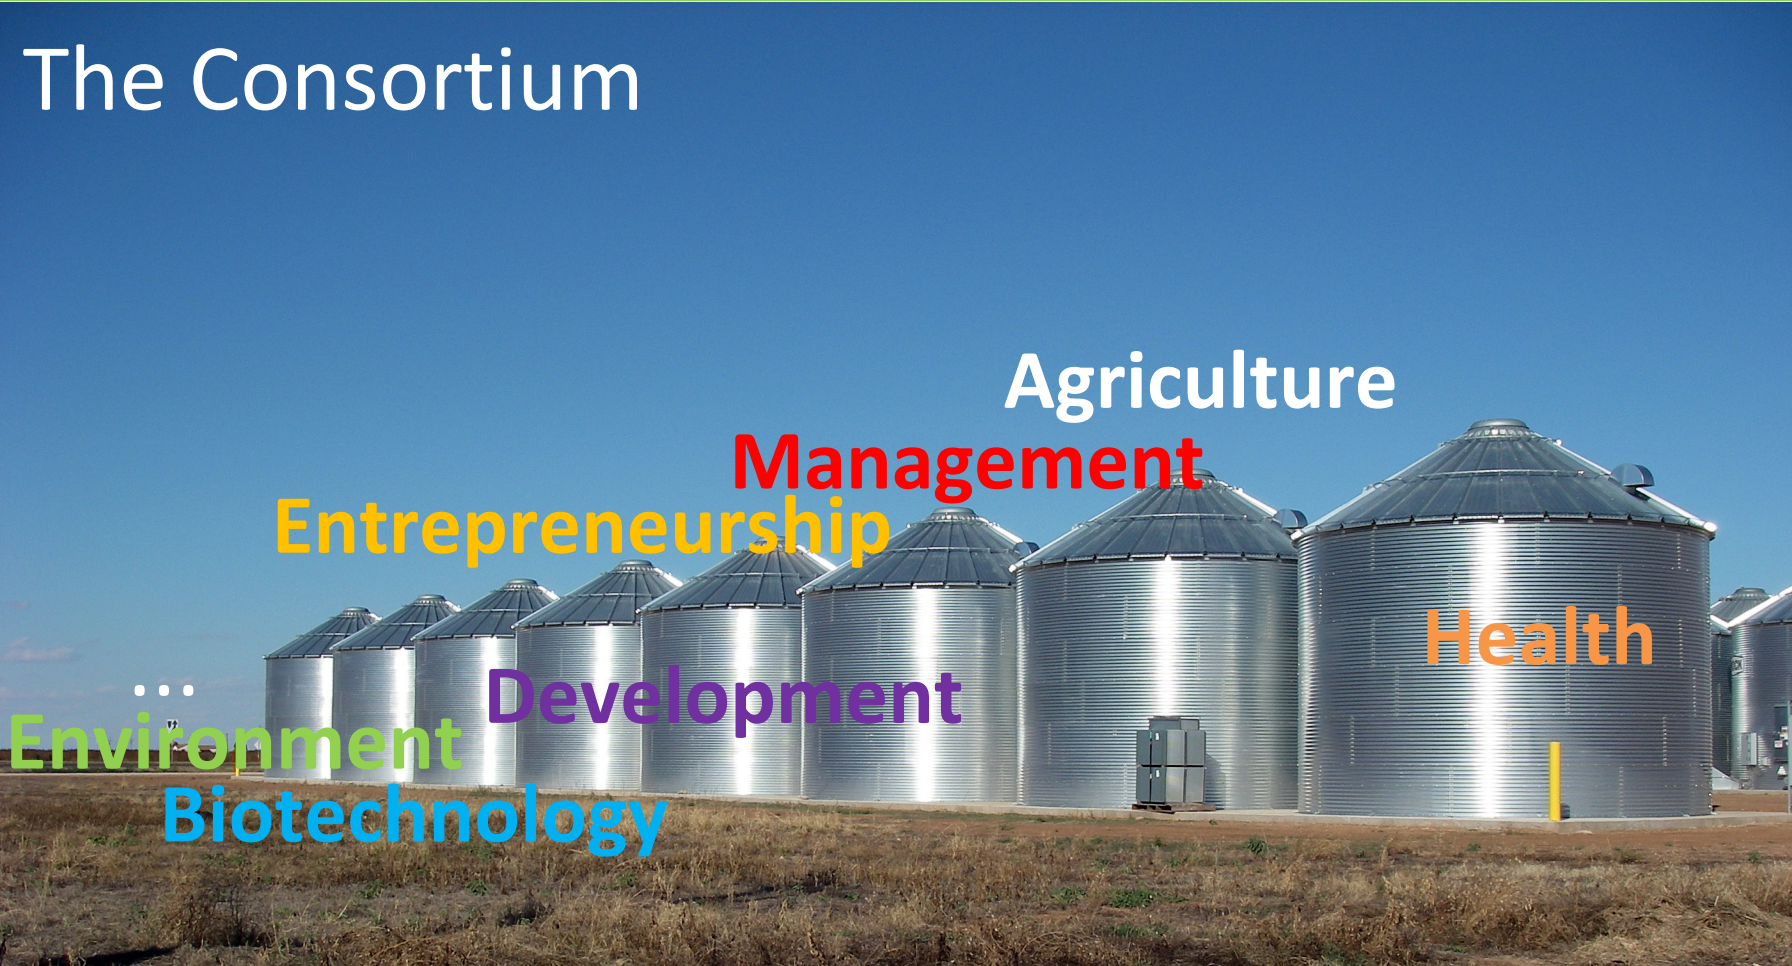 The Consortium
Agriculture
Management
Entrepreneurship
Health
Development
...
Environment
Biotechnology